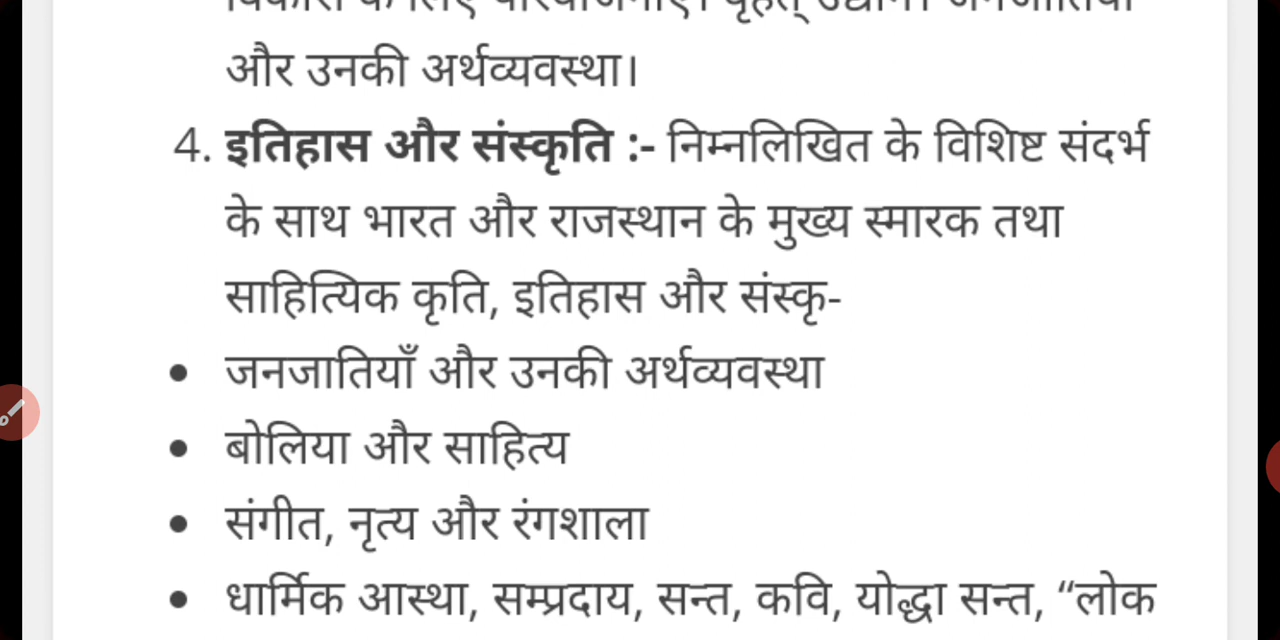 और उनकी अर्थव्यवस्था।
4. इतिहास और संस्कृति :- निम्नलिखित के विशिष्ट संदर्भ
के साथ भारत और राजस्थान के मुख्य स्मारक तथा
साहित्यिक कृति, इतिहास और संस्कृ-
• जनजातियाँ और उनकी अर्थव्यवस्था
• बोलिया और साहित्य
• संगीत, नृत्य और रंगशाला
• धार्मिक आस्था, सम्प्रदाय, सन्त, कवि, योद्धा सन्त, “लोक